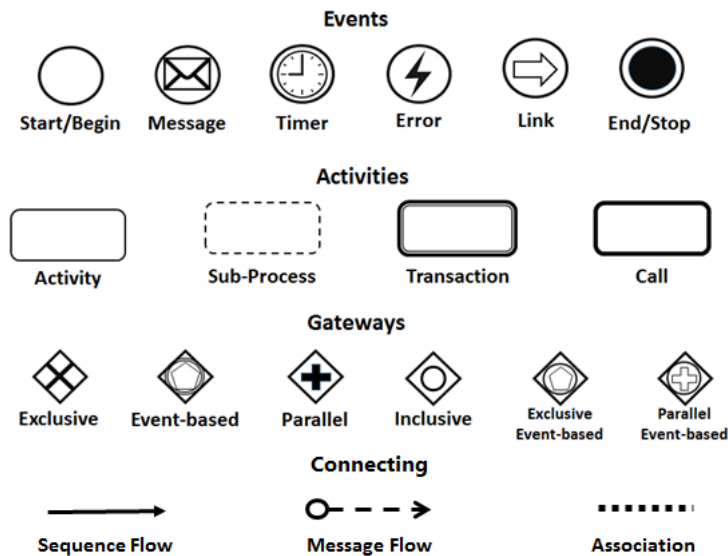 Events
Start/Begin Message Timer Error Link End/Stop
Activities
Activity Sub-Process Transaction Call
Gateways
Exclusive Event-based Parallel Inclusive Exclusive Event-based Parallel Event-based
Connecting
Sequence Flow Message Flow Association